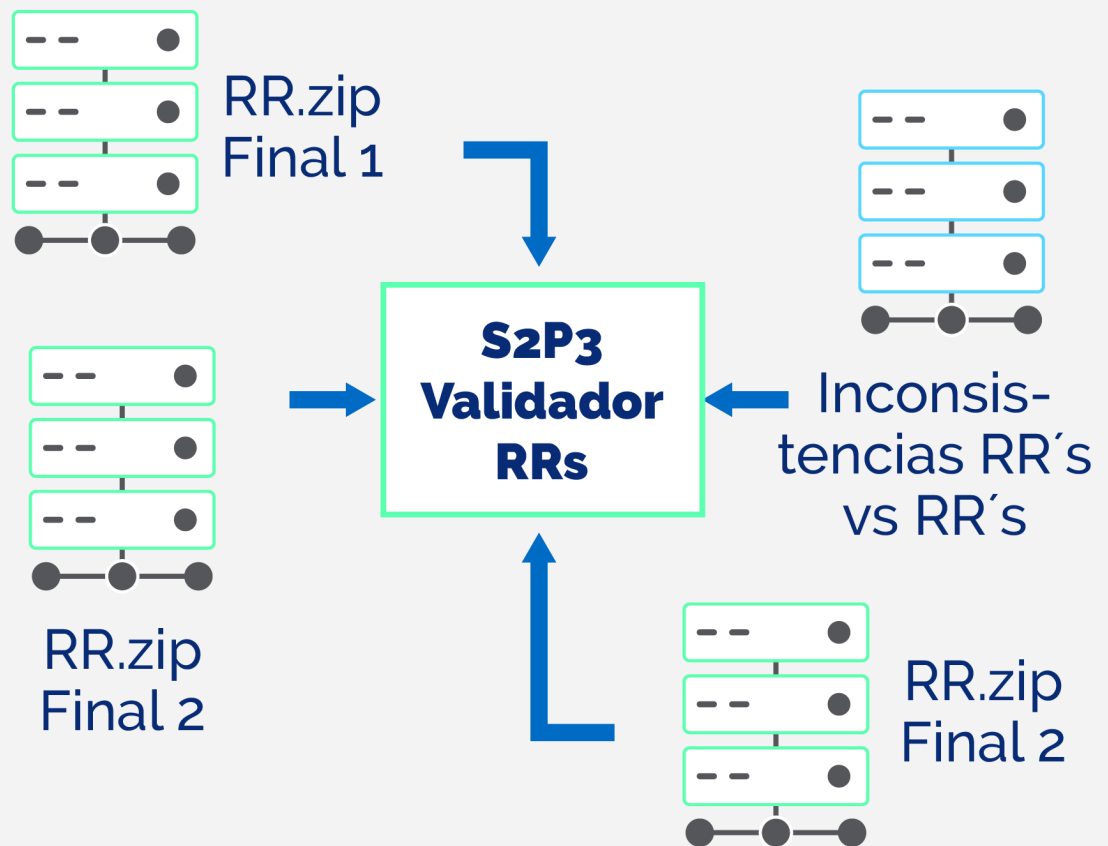 RR.zip
Final 1
S2P3
Validador
RRs
Inconsis-
tencias RR´s
vs RR´s
RR.zip
Final 2
RR.zip
Final 2